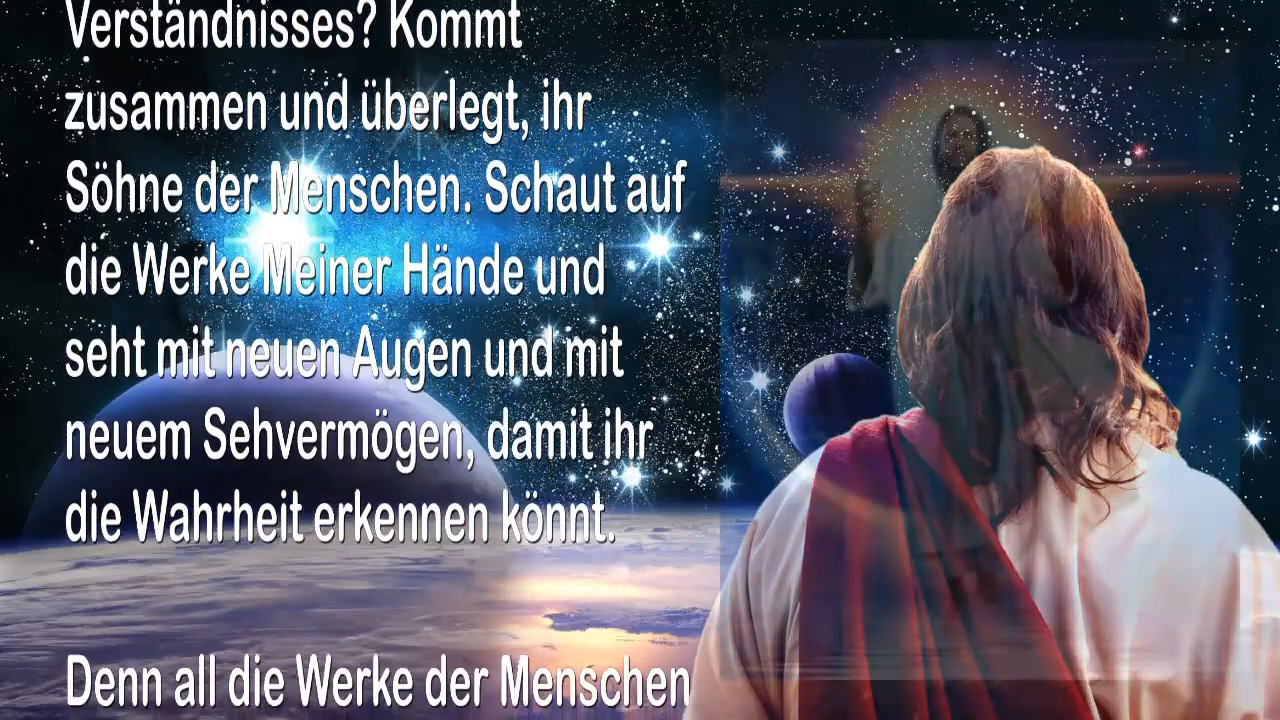 Verständnisses? Kommt
zusammen und überlegt, ihr
Söhne der Menschen. Schaut auf
die Werke Meiner Hände und
seht mit neuen Augen und mit
neuem Sehvermögen, damit ihr
die Wahrheit erkennen könnt.
Denn all die Werke der Menschen